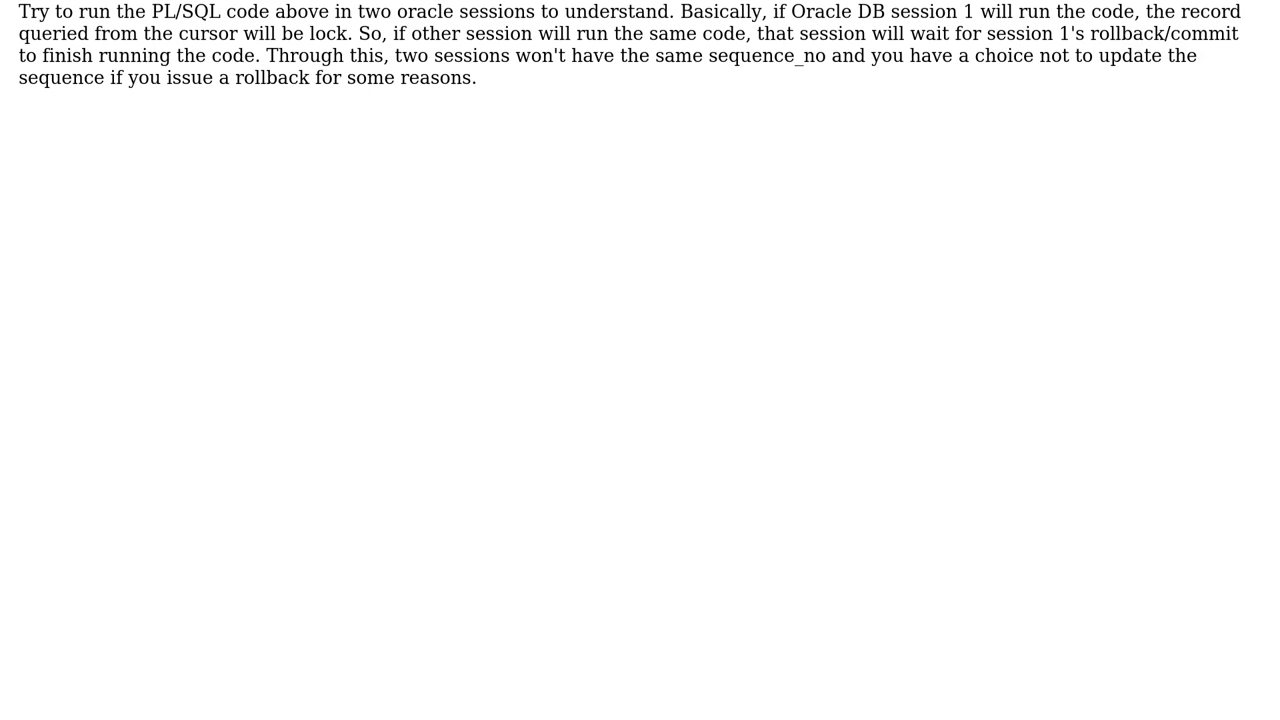 Try to run the PL/SQL code above in two oracle sessions to understand. Basically, if Oracle DB session 1 will run the code, the record
queried from the cursor will be lock. So, if other session will run the same code, that session will wait for session 1's rollback/commit
to finish running the code. Through this, two sessions won't have the same sequence_no and you have a choice not to update the
sequence if you issue a rollback for some reasons.